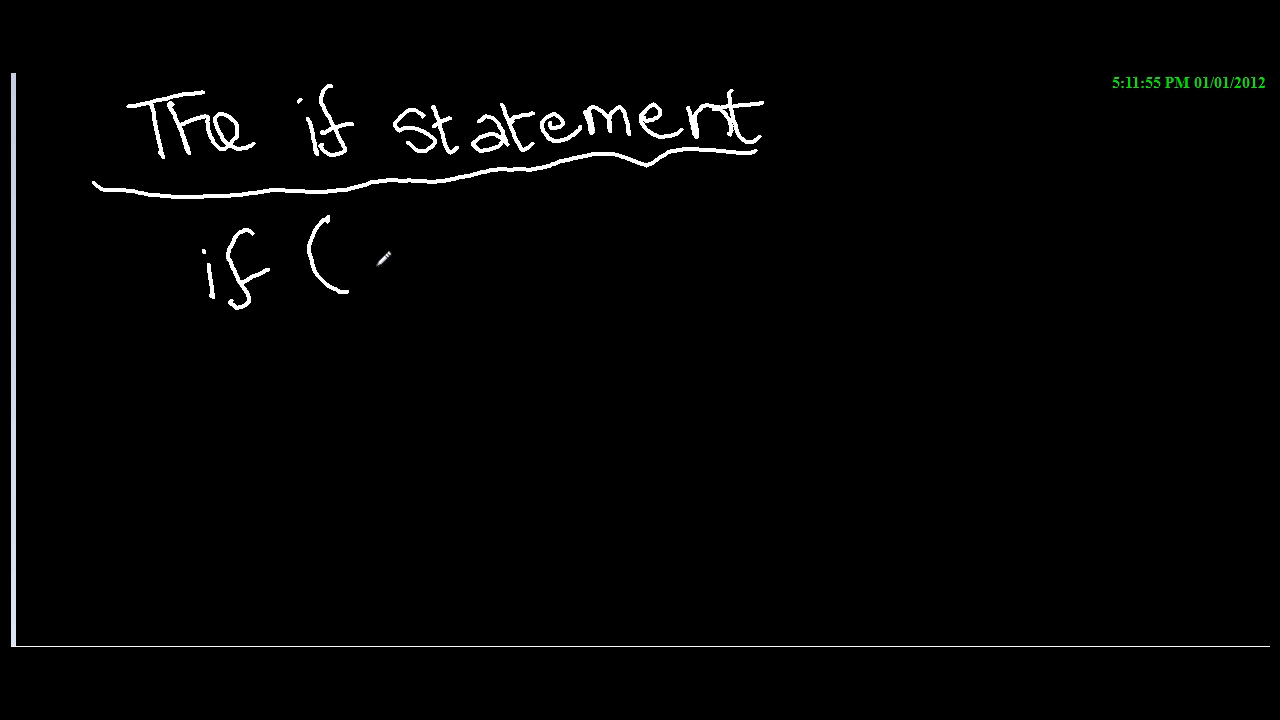 5:11:55 PM 01/01/2012
The if statement
if (